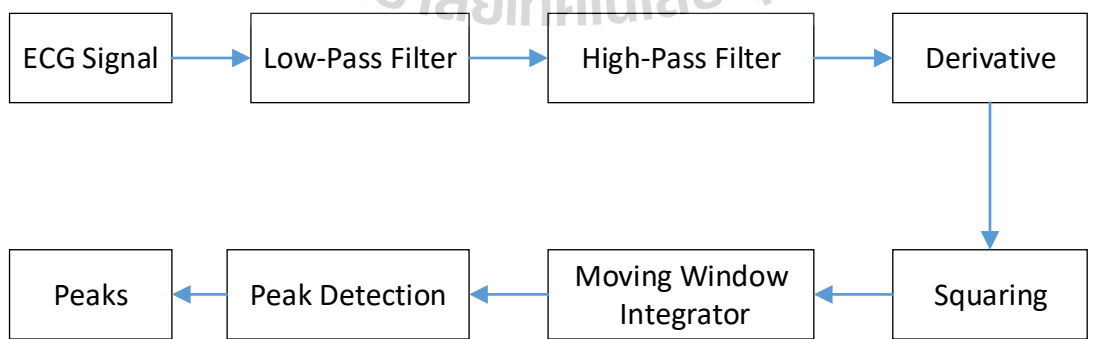 ECG Signal
Low-Pass Filter
High-Pass Filter
Derivative
Squaring
Moving Window
Integrator
Peak Detection
Peaks